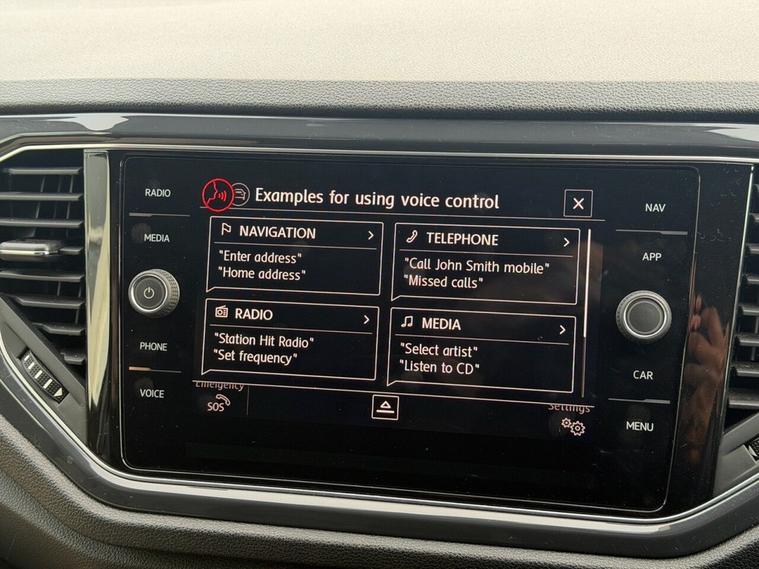 RADIO
MEDIA
PHONE
VOICE
Examples for using voice control
NAVIGATION
"Enter address"
"Home address"
TELEPHONE
"Call John Smith mobile"
"Missed calls"
RADIO
"Station Hit Radio"
"Set frequency"
MEDIA
"Select artist"
"Listen to CD"
Emergency
SOS
Settings
NAV
APP
CAR
MENU